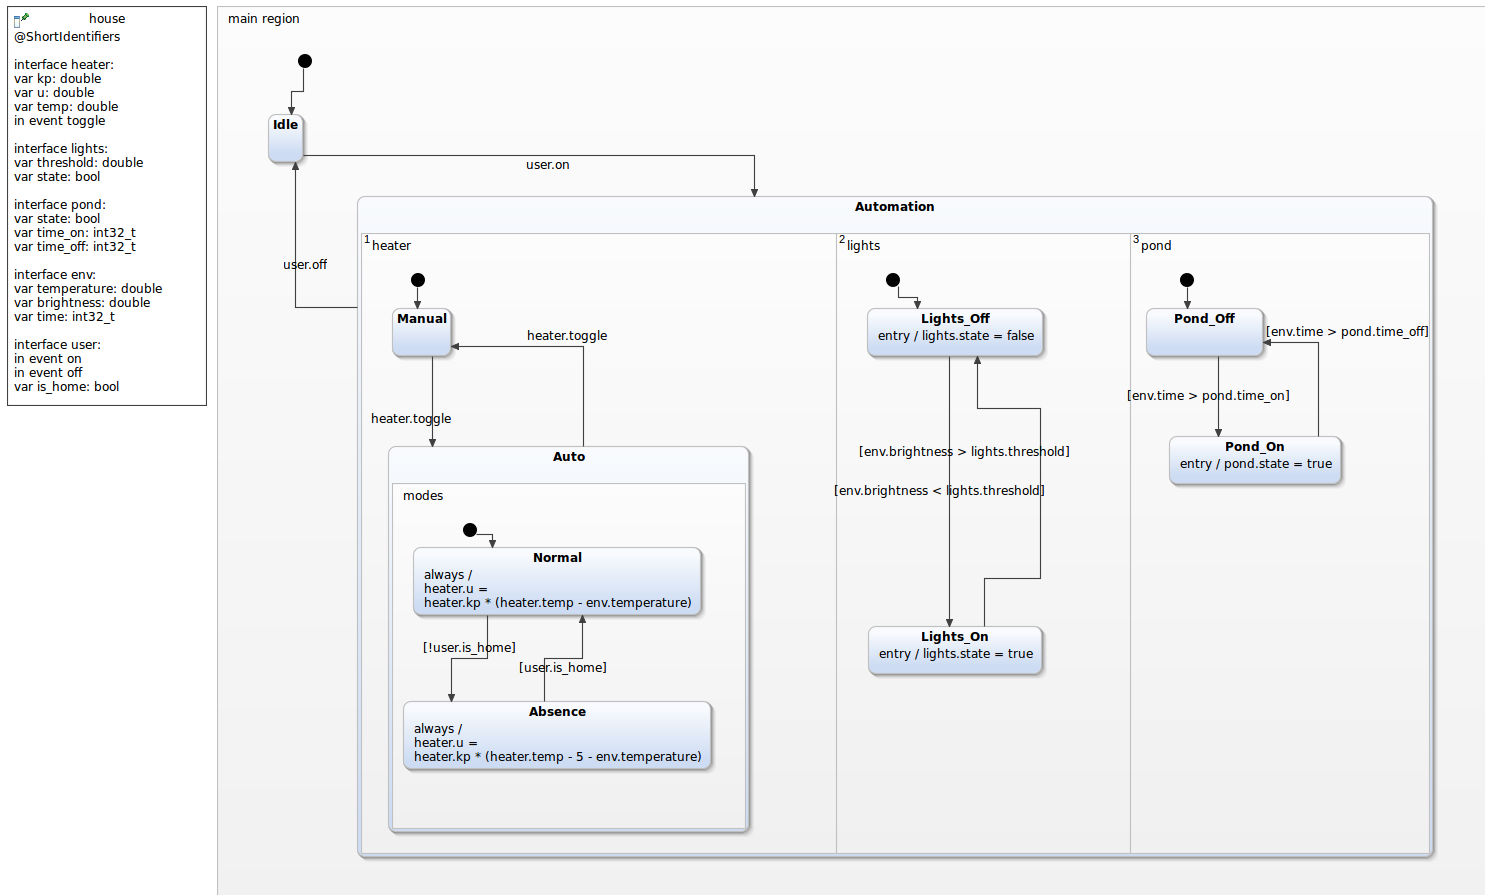 house
@ShortIdentifiers
interface heater:
var kp: double
var u: double
var temp: double
in event toggle
interface lights:
var threshold: double
var state: bool
interface pond:
var state: bool
var time_on: int32_t
var time_off: int32_t
interface env:
var temperature: double
var brightness: double
var time: int32_t
interface user:
in event on
in event off
var is_home: bool
main region
Idle
user.on
user.off
Automation
1 heater
Manual
heater.toggle
heater.toggle
Auto
modes
Normal
always /
heater.u =
heater.kp * (heater.temp - env.temperature)
[!user.is_home]
[user.is_home]
Absence
always /
heater.u =
heater.kp * (heater.temp - 5 - env.temperature)
2 lights
Lights_Off
entry / lights.state = false
[env.brightness > lights.threshold]
[env.brightness < lights.threshold]
Lights_On
entry / lights.state = true
3 pond
Pond_Off
[env.time > pond.time_off]
[env.time > pond.time_on]
Pond_On
entry / pond.state = true